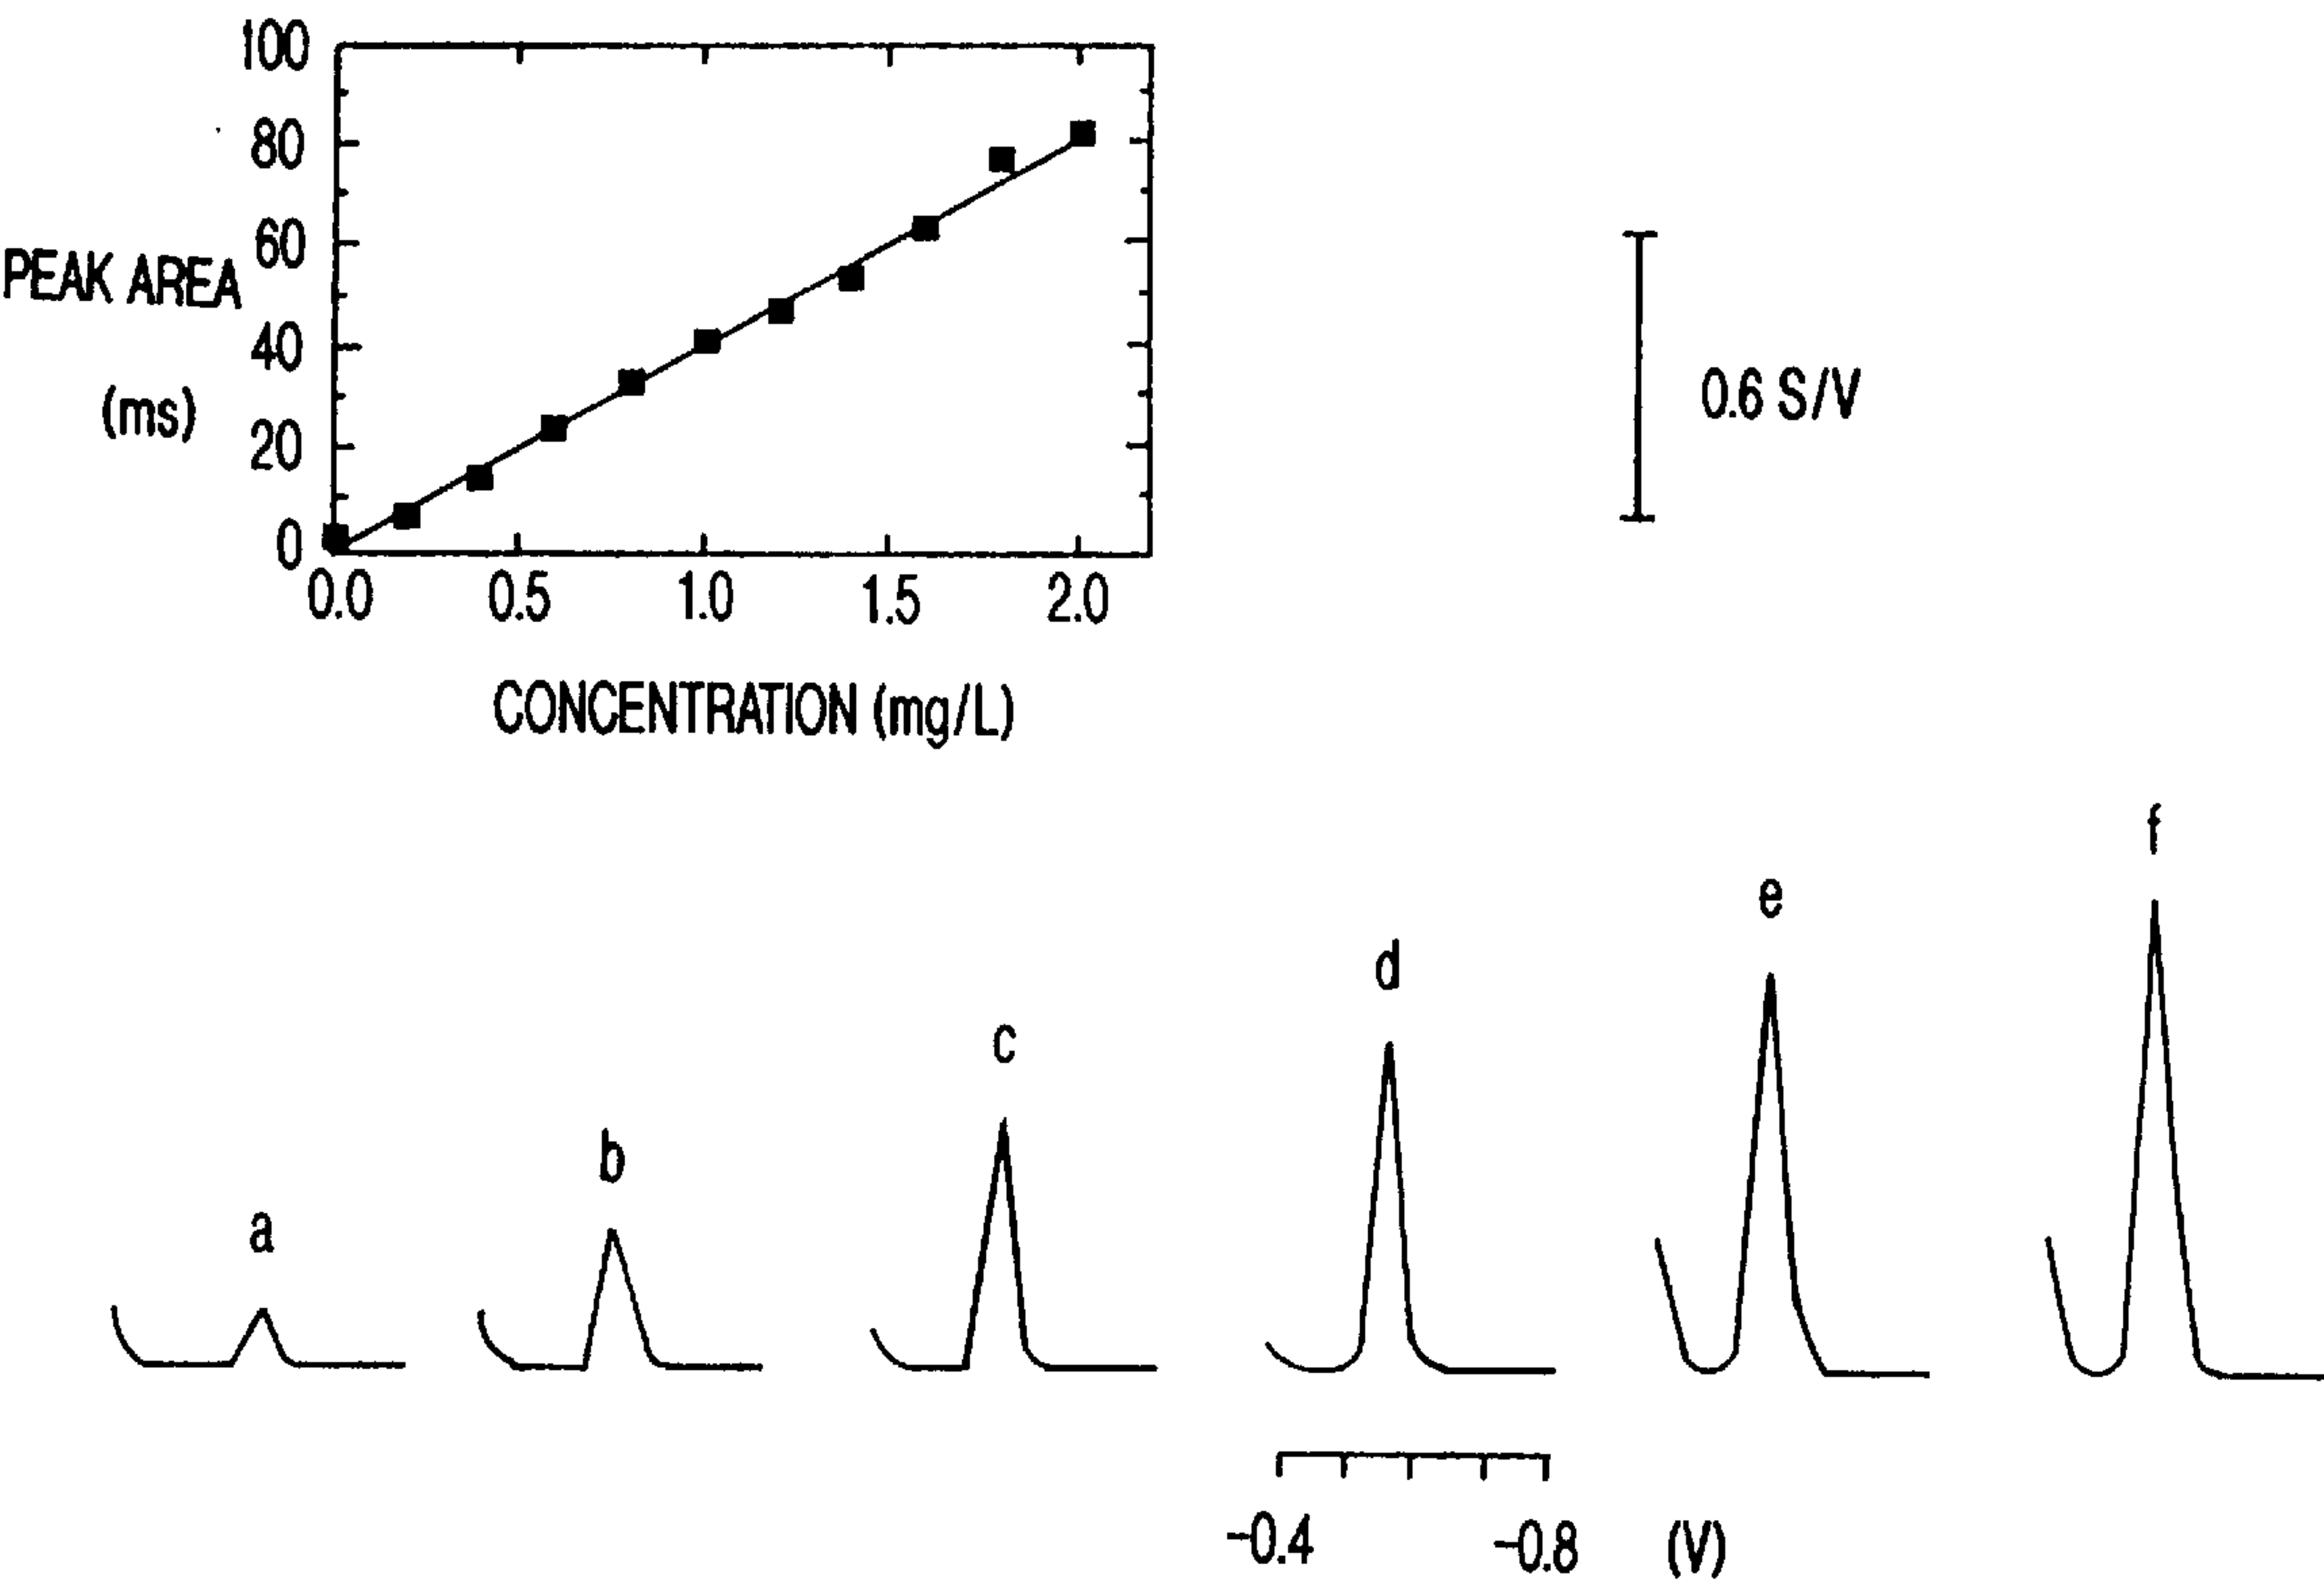 100
80
60
PEAK AREA
40
(ms)
20
0
0.0 0.5 1.0 1.5 2.0
CONCENTRATION (mg/L)
0.6 S/V
a
b
c
d
e
f
-0.4 -0.8 (V)